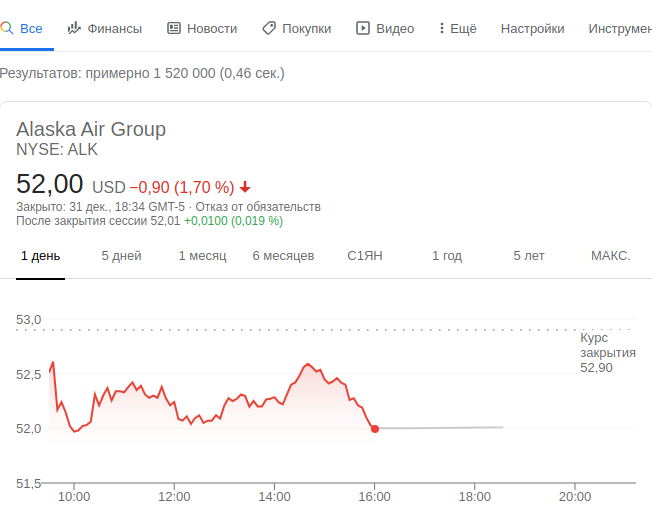 Все Финансы Новости Покупки Видео Ещё Настройки Инструмен
Результатов: примерно 1 520 000 (0,46 сек.)
Alaska Air Group
NYSE: ALK
52,00 USD −0,90 (1,70 %)
Закрыто: 31 дек., 18:34 GMT-5 · Отказ от обязательств
После закрытия сессии 52,01 +0,0100 (0,019 %)
1 день 5 дней 1 месяц 6 месяцев С1ЯН 1 год 5 лет МАКС.
53,0
Курс
закрытия
52,90
52,5
52,0
51,5
10:00 12:00 14:00 16:00 18:00 20:00